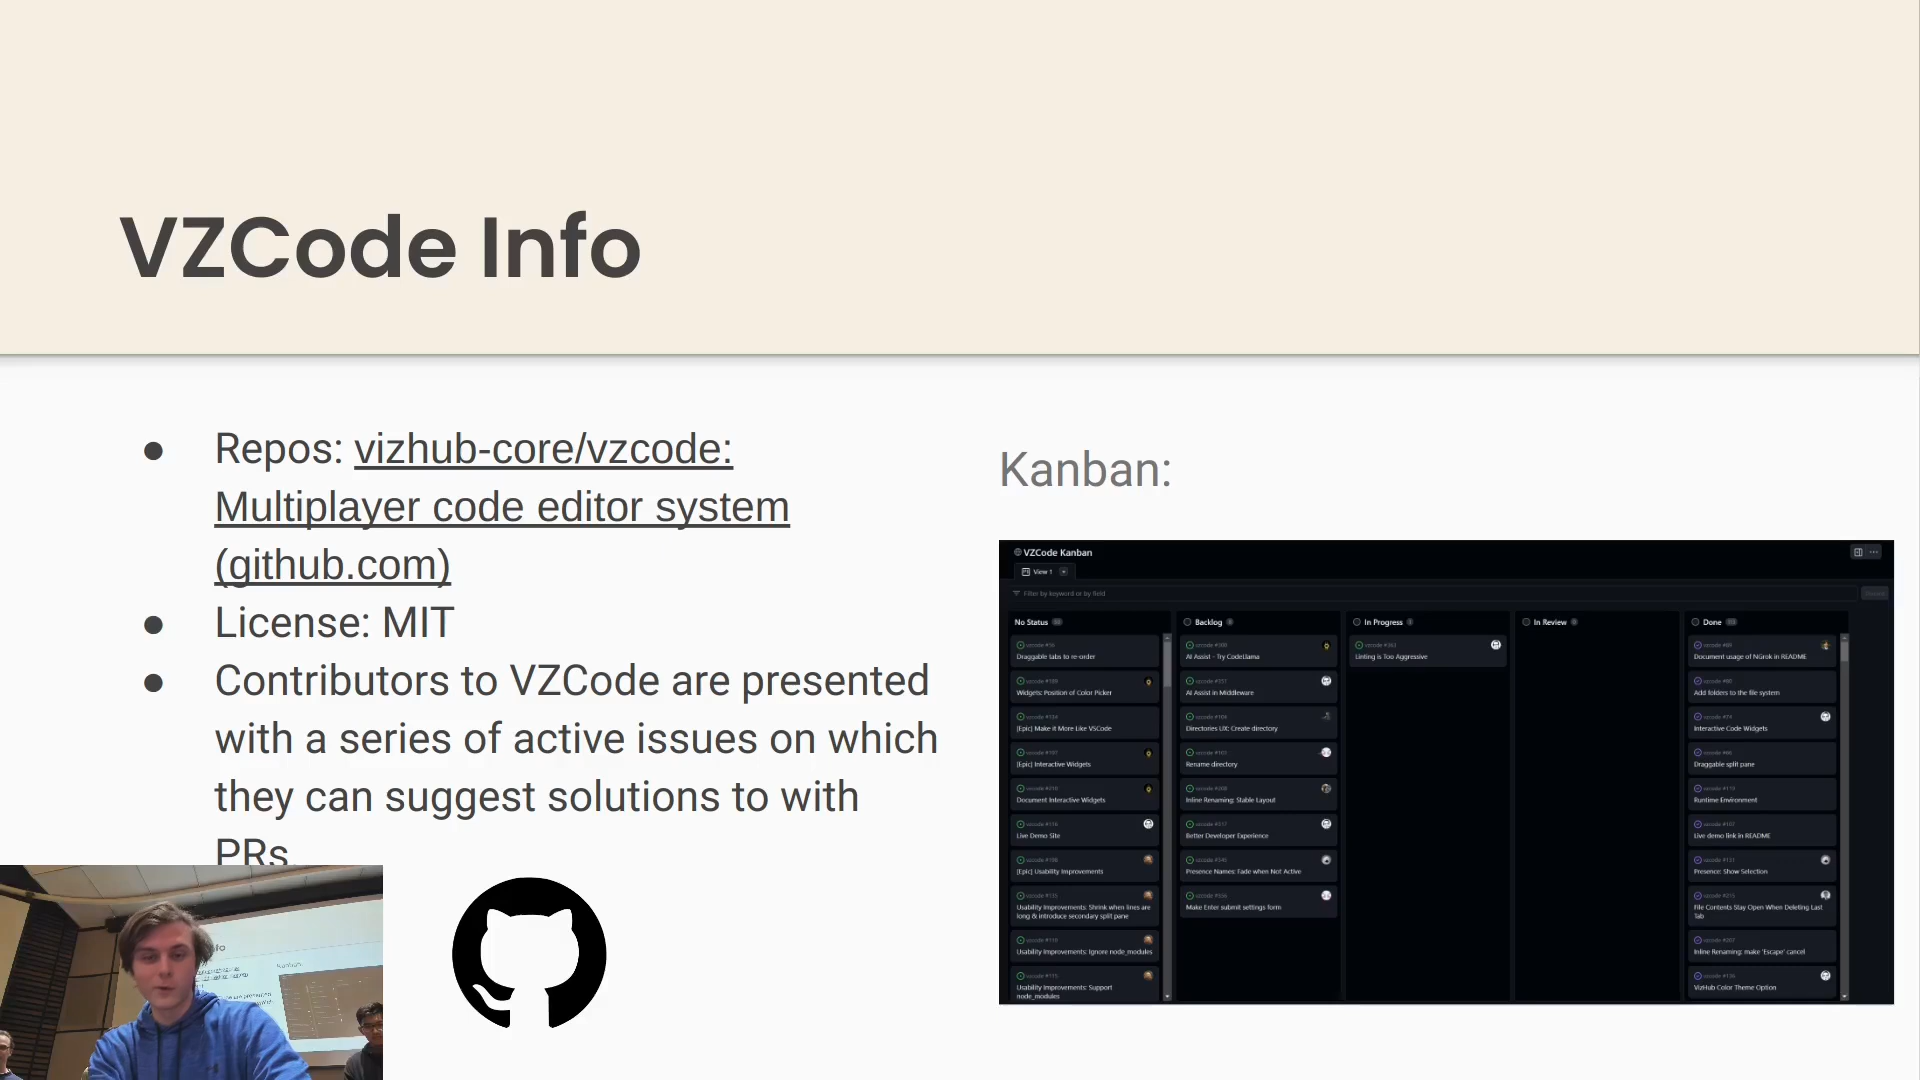 VZCode Info
● Repos: vizhub-core/vzcode:
Multiplayer code editor system
(github.com)
● License: MIT
● Contributors to VZCode are presented
with a series of active issues on which
they can suggest solutions to with
PRs.
Kanban:
VZCode Kanban
View 1
Filter by keyword or by field
No Status
Draggable tabs to re-order
Widgets: Position of Color Picker
[Epic] Make it More Like VSCode
[Epic] Interactive Widgets
Document Interactive Widgets
Live Demo Site
[Epic] Usability Improvements
Usability Improvements: Shrink when lines are
long & introduce secondary split pane
Usability Improvements: Ignore node_modules
Usability Improvements: Support
node_modules
Backlog
AI Assist - Try CodeLlama
AI Assist in Middleware
Directories UX: Create directory
Rename directory
Inline Renaming: Stable Layout
Better Developer Experience
Presence Names: Fade when Not Active
Make Enter submit settings form
In Progress
Linting is Too Aggressive
In Review
Done
Document usage of NGrok in README
Add folders to the file system
Interactive Code Widgets
Draggable split pane
Runtime Environment
Live demo link in README
Presence: Show Selection
File Contents Stay Open When Deleting Last
Tab
Inline Renaming: make 'Escape' cancel
VizHub Color Theme Option